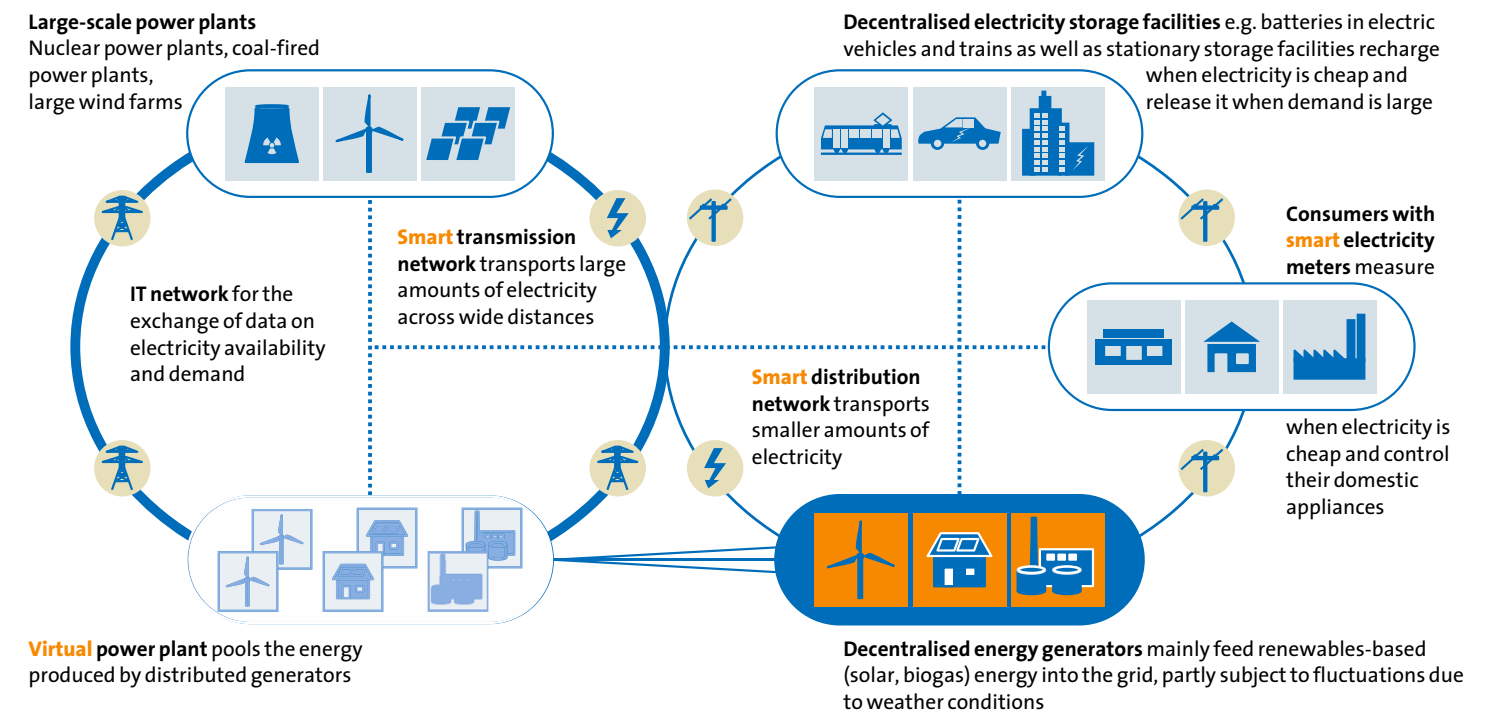 Large-scale power plants
Nuclear power plants, coal-fired
power plants,
large wind farms
Decentralised electricity storage facilities e.g. batteries in electric
vehicles and trains as well as stationary storage facilities recharge
when electricity is cheap and
release it when demand is large
Smart transmission
network transports large
amounts of electricity
across wide distances
IT network for the
exchange of data on
electricity availability
and demand
Consumers with
smart electricity
meters measure
when electricity is
cheap and control
their domestic
appliances
Smart distribution
network transports
smaller amounts of
electricity
Virtual power plant pools the energy
produced by distributed generators
Decentralised energy generators mainly feed renewables-based
(solar, biogas) energy into the grid, partly subject to fluctuations due
to weather conditions